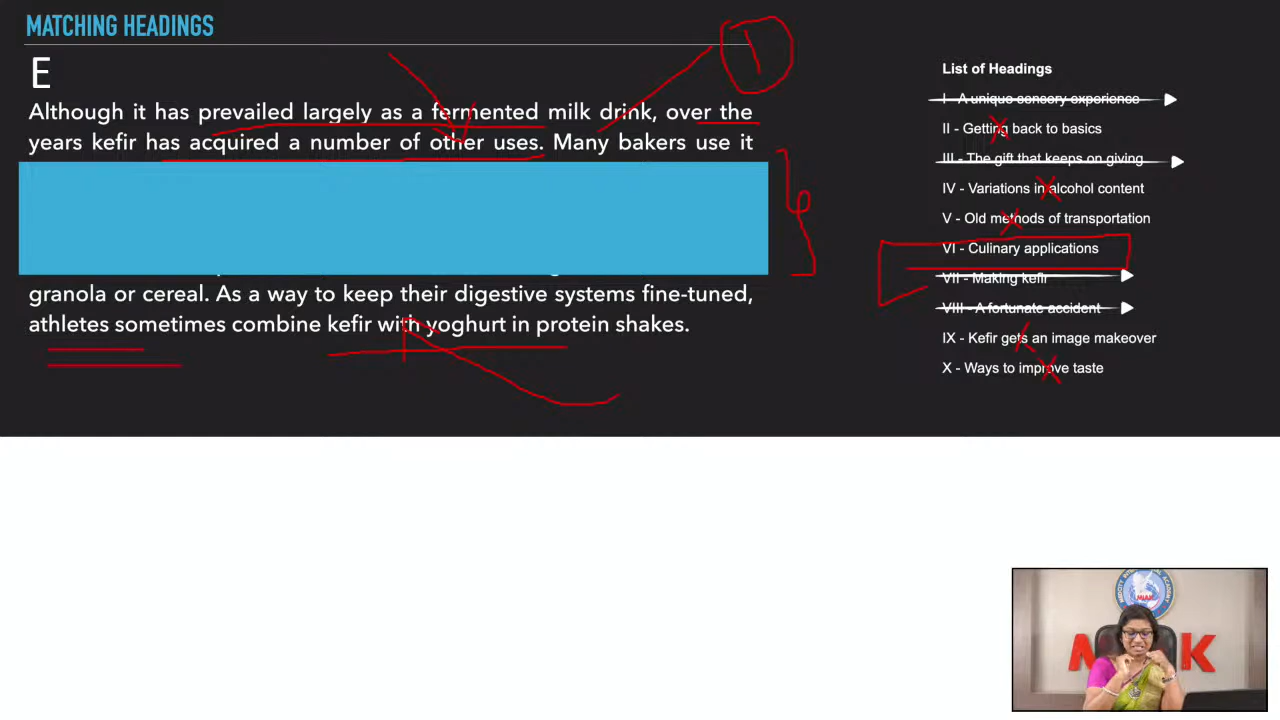 MATCHING HEADINGS
E
Although it has prevailed largely as a fermented milk drink, over the
years kefir has acquired a number of other uses. Many bakers use it
granola or cereal. As a way to keep their digestive systems fine-tuned,
athletes sometimes combine kefir with yoghurt in protein shakes.
1
List of Headings
I - A unique sensory experience
II - Getting back to basics
III - The gift that keeps on giving
IV - Variations in alcohol content
V - Old methods of transportation
VI - Culinary applications
VII - Making kefir
VIII - A fortunate accident
IX - Kefir gets an image makeover
X - Ways to improve taste